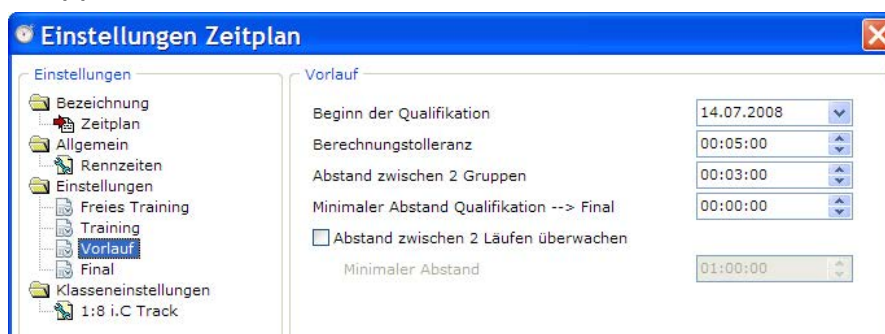 Einstellungen Zeitplan
Einstellungen
Bezeichnung
Zeitplan
Allgemein
Rennzeiten
Einstellungen
Freies Training
Training
Vorlauf
Final
Klasseneinstellungen
1:8 i.C Track
Vorlauf
Beginn der Qualifikation 14.07.2008
Berechnungstolleranz 00:05:00
Abstand zwischen 2 Gruppen 00:03:00
Minimaler Abstand Qualifikation --> Final 00:00:00
Abstand zwischen 2 Läufen überwachen
Minimaler Abstand 01:00:00